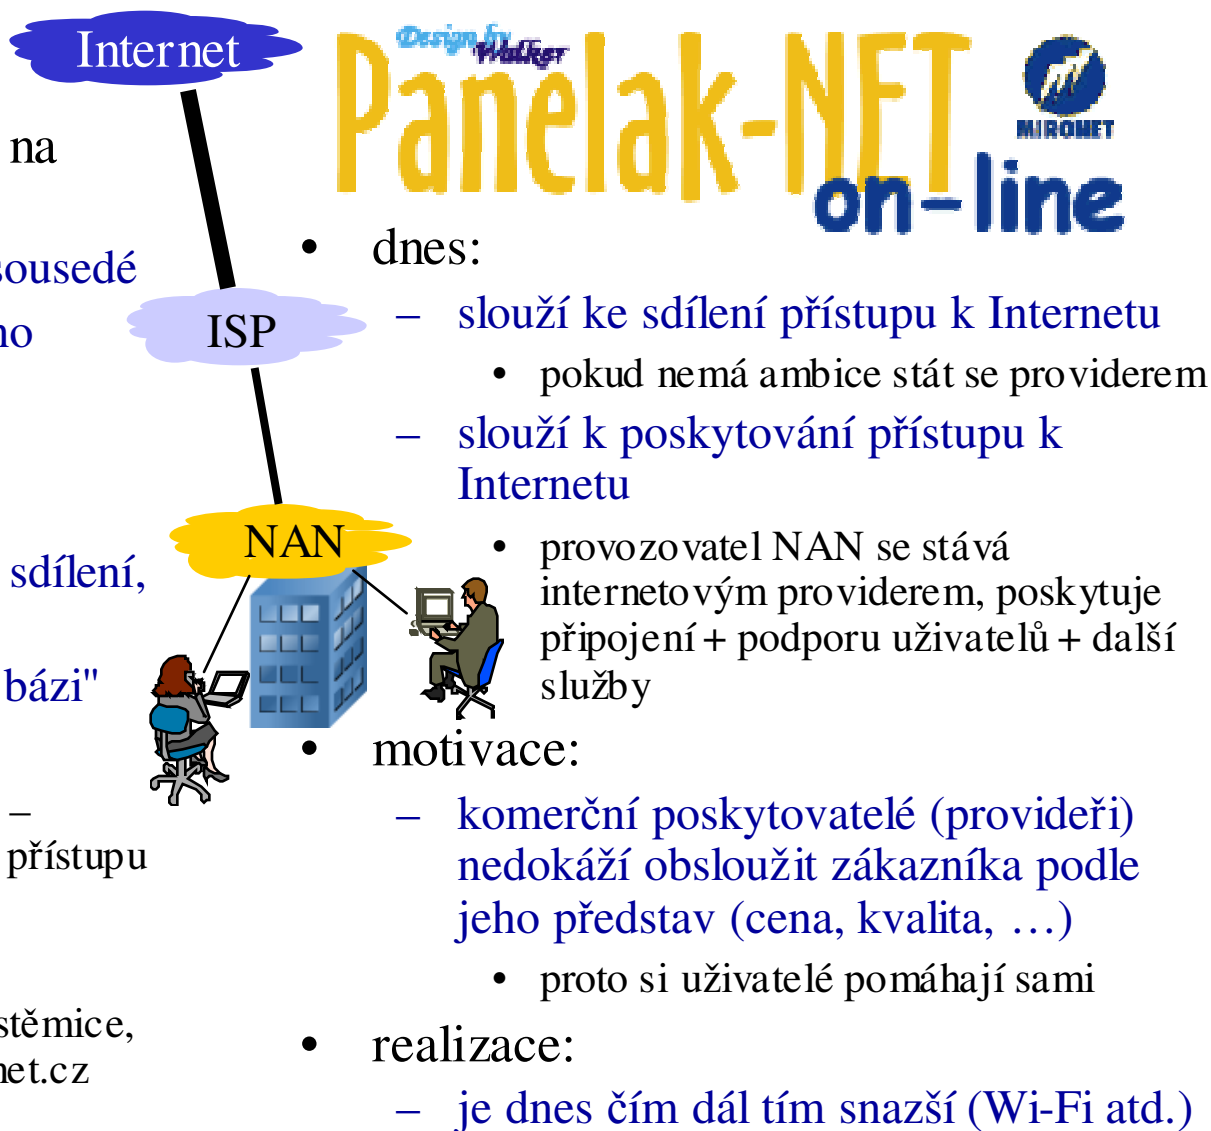 Internet
Design by
Walker
Panelak-NET
on-line
MIRONET
na
sousedé
ISP
NAN
sdílení,
bázi"
–
přístupu
stěmice,
net.cz
• dnes:
– slouží ke sdílení přístupu k Internetu
• pokud nemá ambice stát se providerem
– slouží k poskytování přístupu k
Internetu
• provozovatel NAN se stává
internetovým providerem, poskytuje
připojení + podporu uživatelů + další
služby
• motivace:
– komerční poskytovatelé (provideři)
nedokáží obsloužit zákazníka podle
jeho představ (cena, kvalita, …)
• proto si uživatelé pomáhají sami
• realizace:
– je dnes čím dál tím snazší (Wi-Fi atd.)